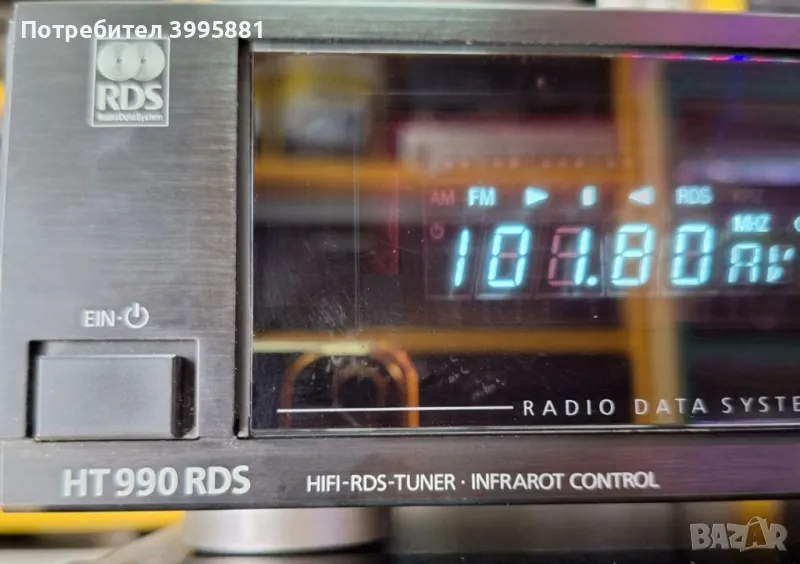 Потребител 3995881
RDS
RadioDataSystem
AM FM RDS
MHZ
101.80
EIN
RADIO DATA SYSTE
HT 990 RDS
HIFI-RDS-TUNER · INFRAROT CONTROL
BAZAR